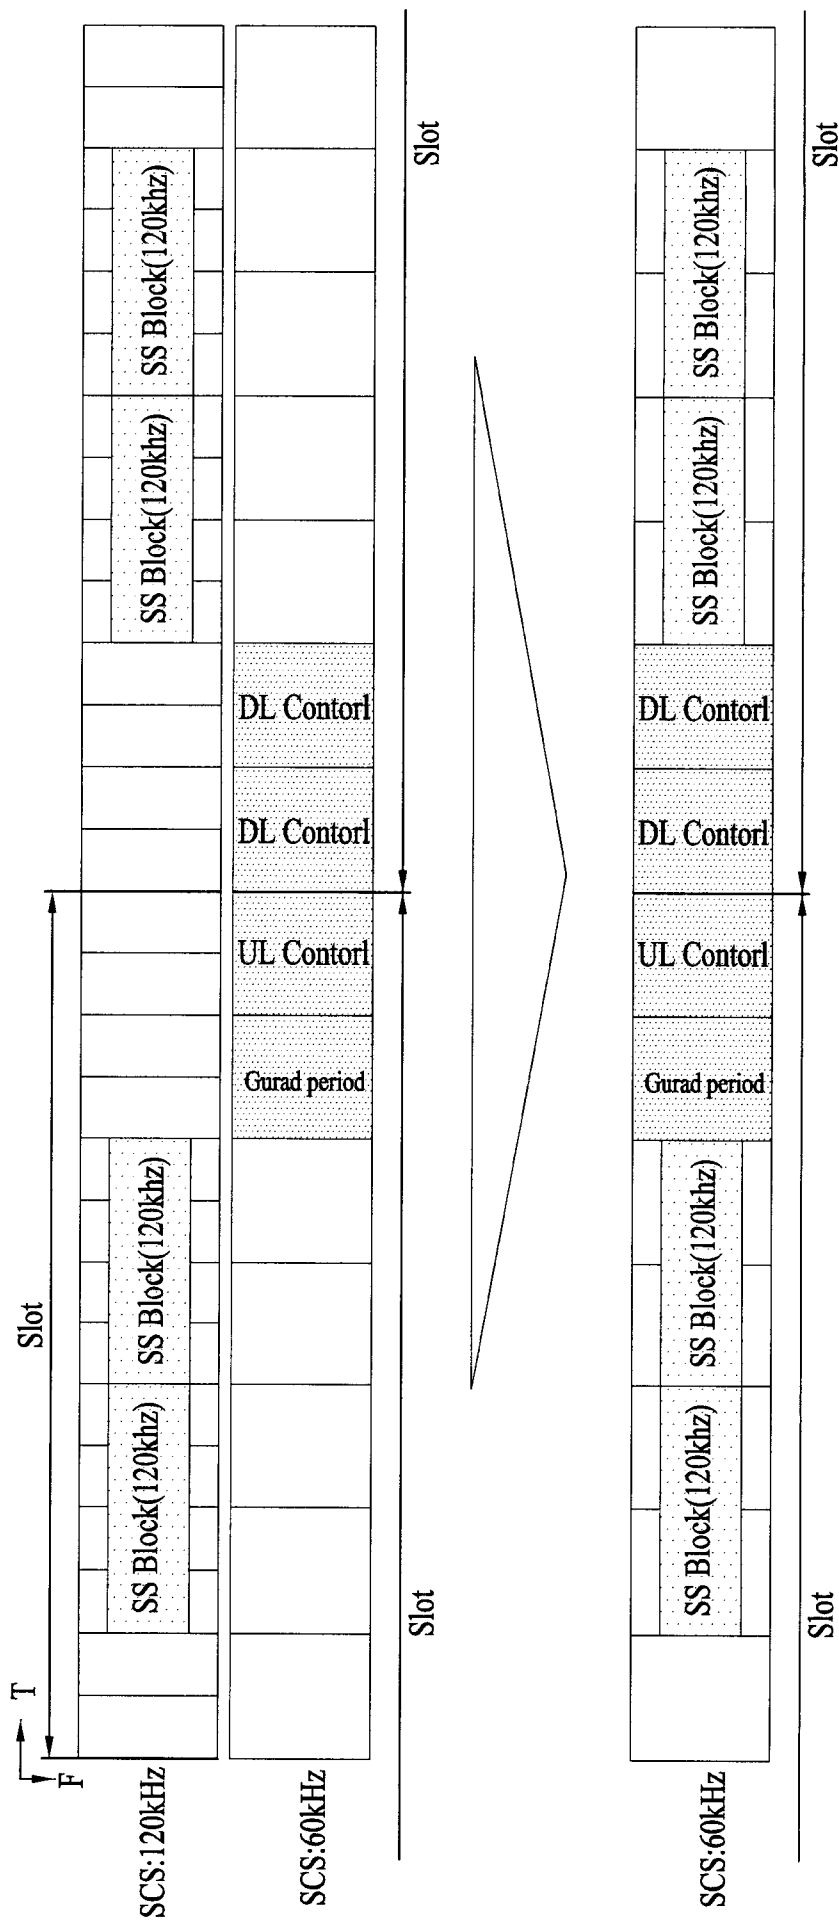 F
T
Slot
SCS:120kHz
SS Block(120khz)
SS Block(120khz)
SS Block(120khz)
SS Block(120khz)
SCS:60kHz
Gurad period
UL Contorl
DL Contorl
DL Contorl
Slot
Slot
SCS:60kHz
SS Block(120khz)
SS Block(120khz)
Gurad period
UL Contorl
DL Contorl
DL Contorl
SS Block(120khz)
SS Block(120khz)
Slot
Slot